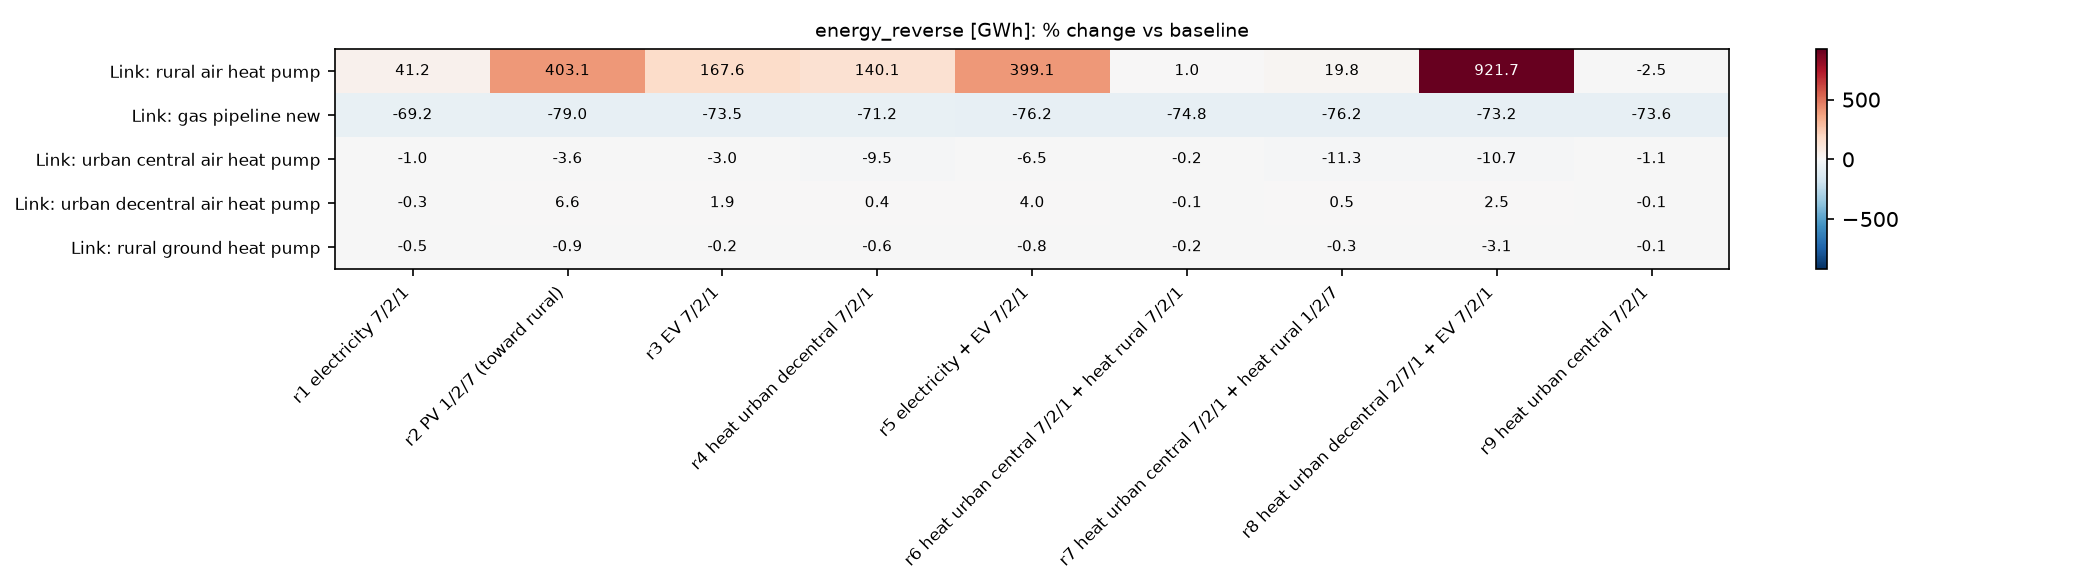 energy_reverse [GWh]: % change vs baseline
Link: rural air heat pump 41.2 403.1 167.6 140.1 399.1 1.0 19.8 921.7 -2.5
Link: gas pipeline new -69.2 -79.0 -73.5 -71.2 -76.2 -74.8 -76.2 -73.2 -73.6
Link: urban central air heat pump -1.0 -3.6 -3.0 -9.5 -6.5 -0.2 -11.3 -10.7 -1.1
Link: urban decentral air heat pump -0.3 6.6 1.9 0.4 4.0 -0.1 0.5 2.5 -0.1
Link: rural ground heat pump -0.5 -0.9 -0.2 -0.6 -0.8 -0.2 -0.3 -3.1 -0.1
r1 electricity 7/2/1
r2 PV 1/2/7 (toward rural)
r3 EV 7/2/1
r4 heat urban decentral 7/2/1
r5 electricity + EV 7/2/1
r6 heat urban central 7/2/1 + heat rural 7/2/1
r7 heat urban central 7/2/1 + heat rural 1/2/7
r8 heat urban decentral 2/7/1 + EV 7/2/1
r9 heat urban central 7/2/1
500
0
−500